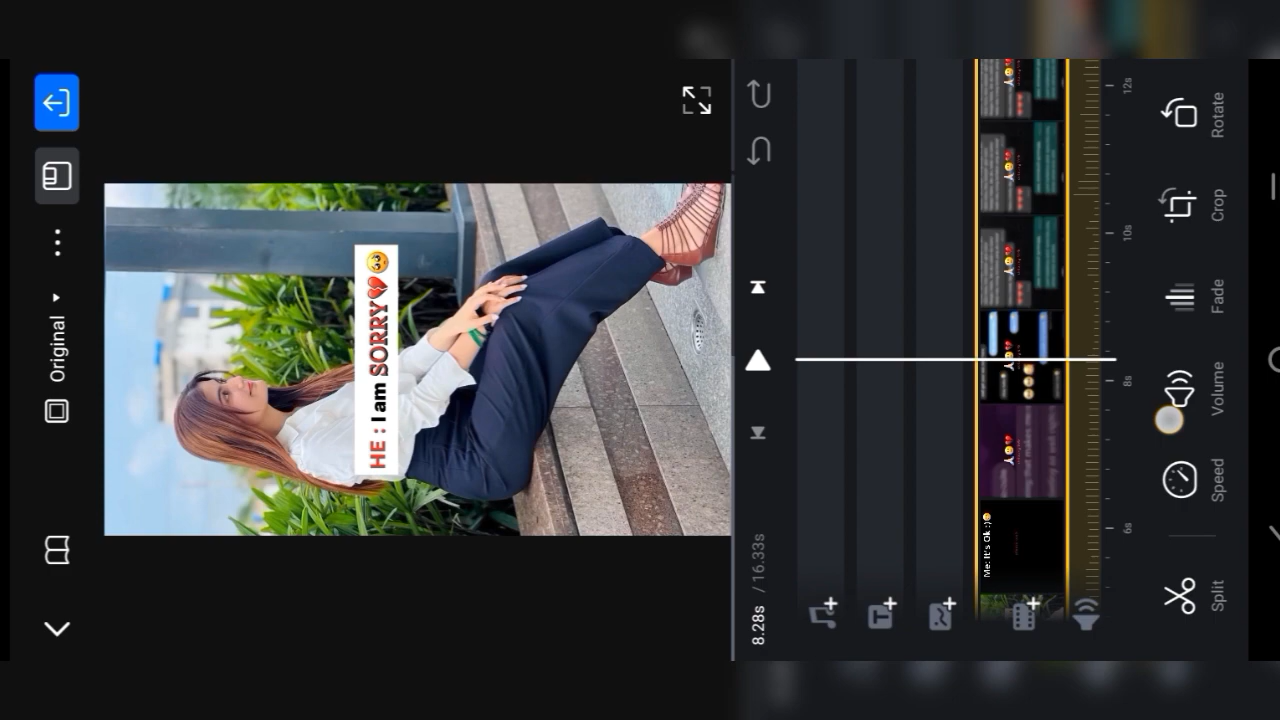 Original
HE : I am SORRY💔🥺
8.28s / 16.33s
Me: It's Ok :)🥺
6s
8s
10s
12s
Split
Speed
Volume
Fade
Crop
Rotate